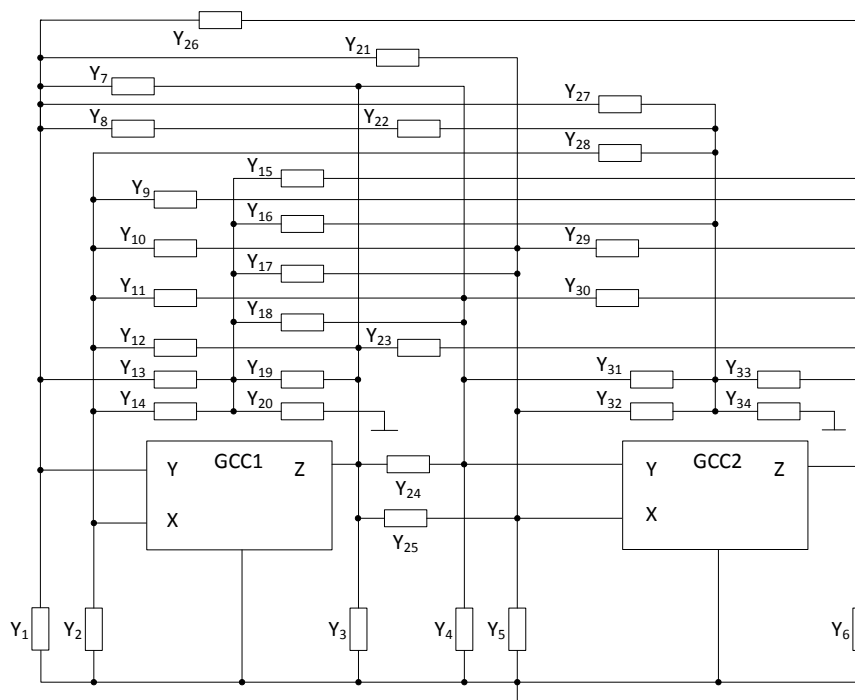 Y26
Y21
Y7
Y27
Y8 Y22
Y28
Y15
Y9
Y16
Y10 Y29
Y17
Y11 Y30
Y18
Y12 Y23
Y13 Y19 Y31 Y33
Y14 Y20 Y32 Y34
Y GCC1 Z Y GCC2 Z
Y24
X X
Y25
Y1 Y2 Y3 Y4 Y5 Y6